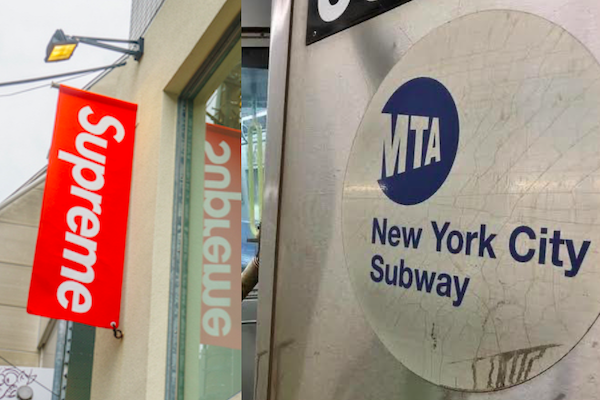 Supreme
Supreme
MTA
New York City
Subway